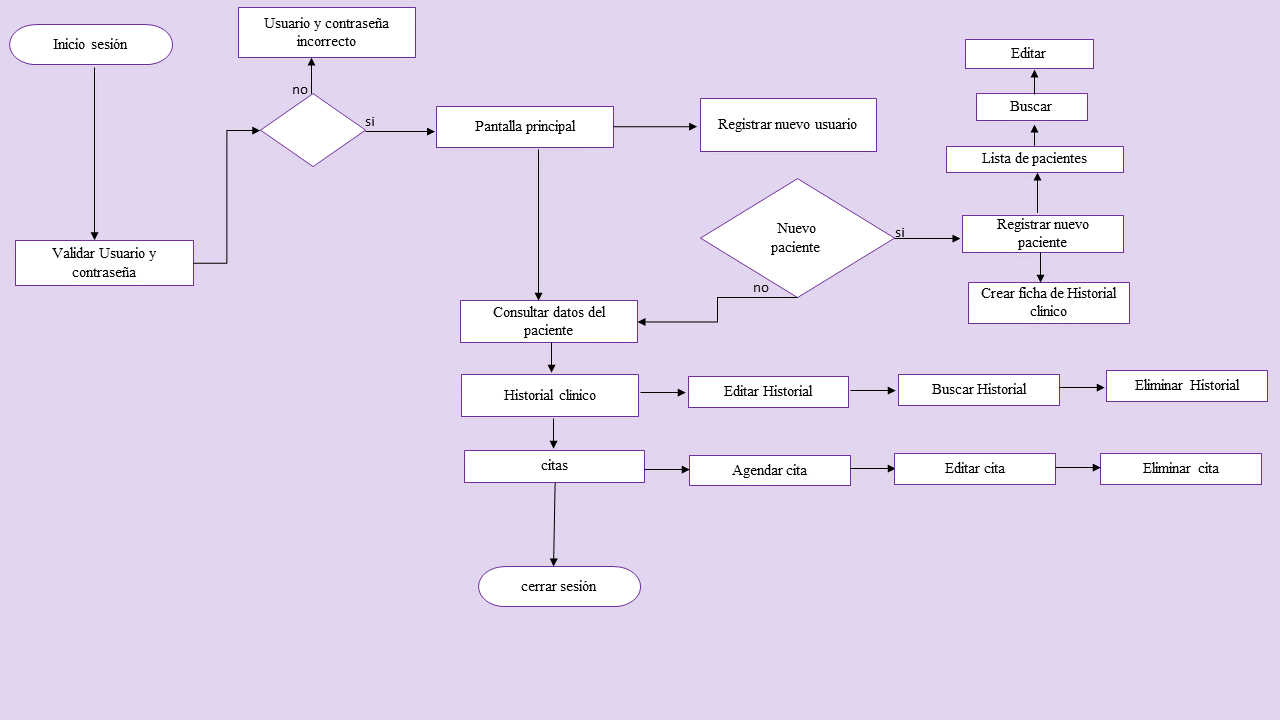 Usuario y contraseña
incorrecto
Inicio sesión
Editar
no
Buscar
si
Pantalla principal
Registrar nuevo usuario
Lista de pacientes
Nuevo
paciente
si
Registrar nuevo
paciente
Validar Usuario y
contraseña
no
Crear ficha de Historial
clinico
Consultar datos del
paciente
Historial clinico
Editar Historial
Buscar Historial
Eliminar Historial
citas
Agendar cita
Editar cita
Eliminar cita
cerrar sesión